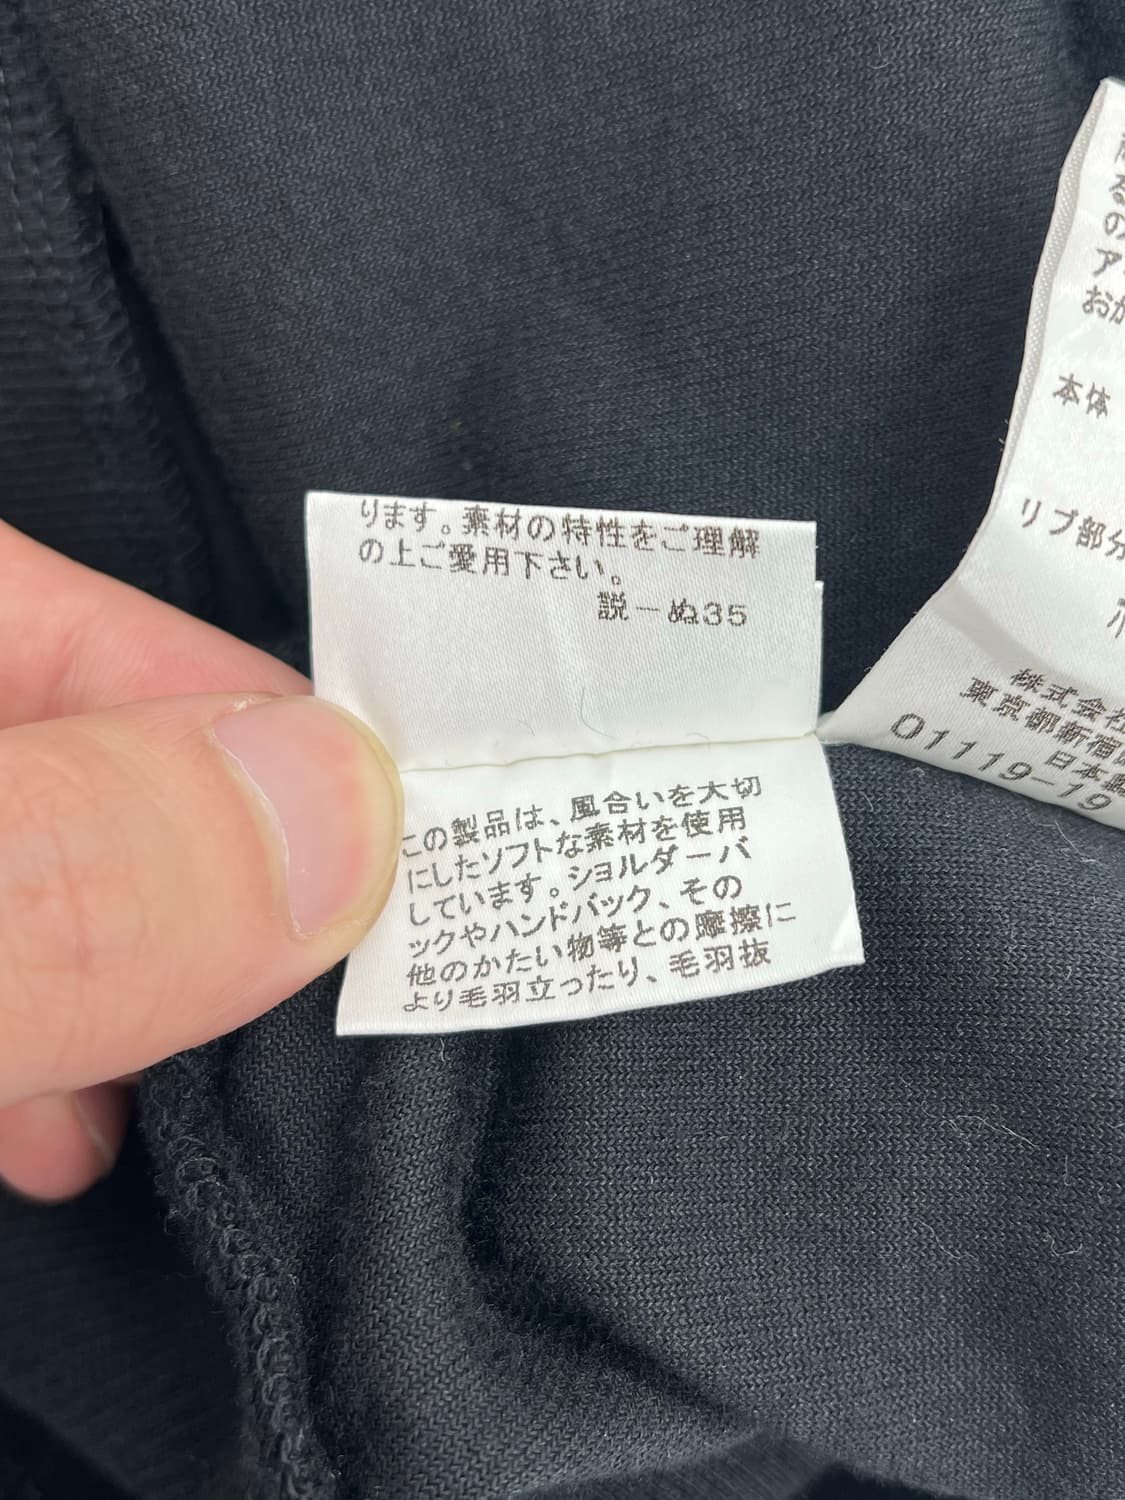 ります。素材の特性をご理解
の上ご愛用下さい。
説－ぬ35
この製品は、風合いを大切
にしたソフトな素材を使用
しています。ショルダーバ
ックやハンドバック、その
他のかたい物等との摩擦に
より毛羽立ったり、毛羽抜
る
の
ア
おか
本体
リブ部分
株式会社
東京都新宿
日本製
01119-19